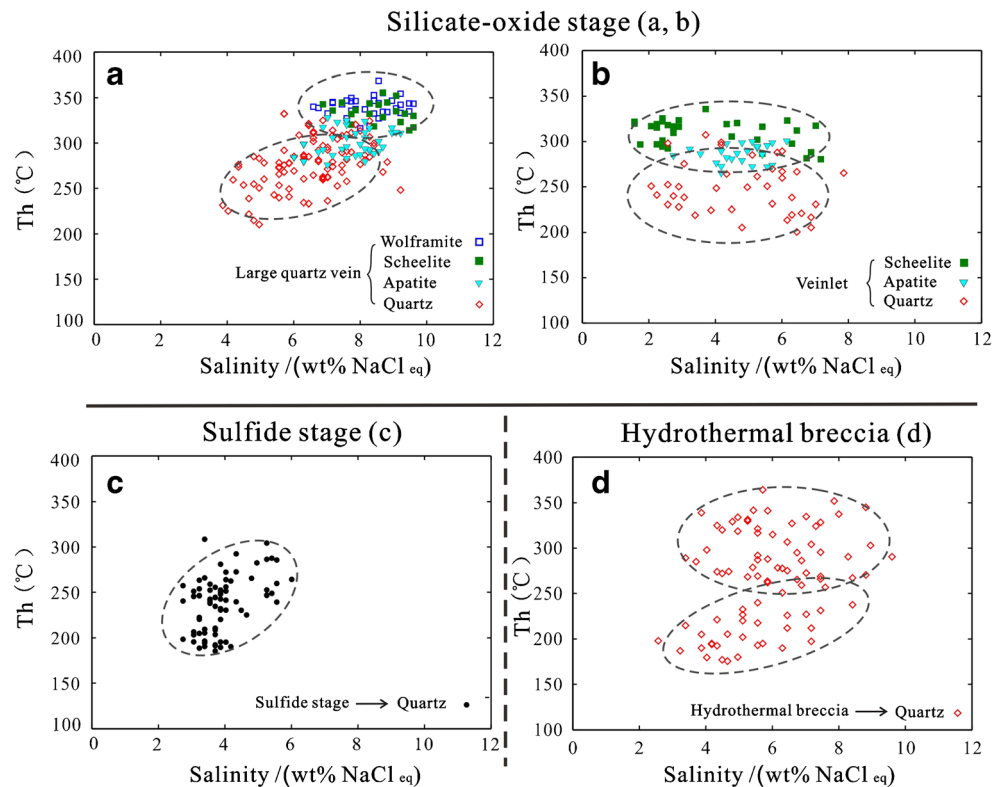 Silicate-oxide stage (a, b)
a
400
350
300
250
200
150
100
Th (℃)
Wolframite
Scheelite
Large quartz vein
Apatite
Quartz
0 2 4 6 8 10 12
Salinity /(wt% NaCl eq)
b
400
350
300
250
200
150
100
Th (℃)
Scheelite
Veinlet
Apatite
Quartz
0 2 4 6 8 10 12
Salinity /(wt% NaCl eq)
Sulfide stage (c)
c
400
350
300
250
200
150
100
Th (℃)
Sulfide stage → Quartz
0 2 4 6 8 10 12
Salinity /(wt% NaCl eq)
Hydrothermal breccia (d)
d
400
350
300
250
200
150
100
Th (℃)
Hydrothermal breccia → Quartz
0 2 4 6 8 10 12
Salinity /(wt% NaCl eq)